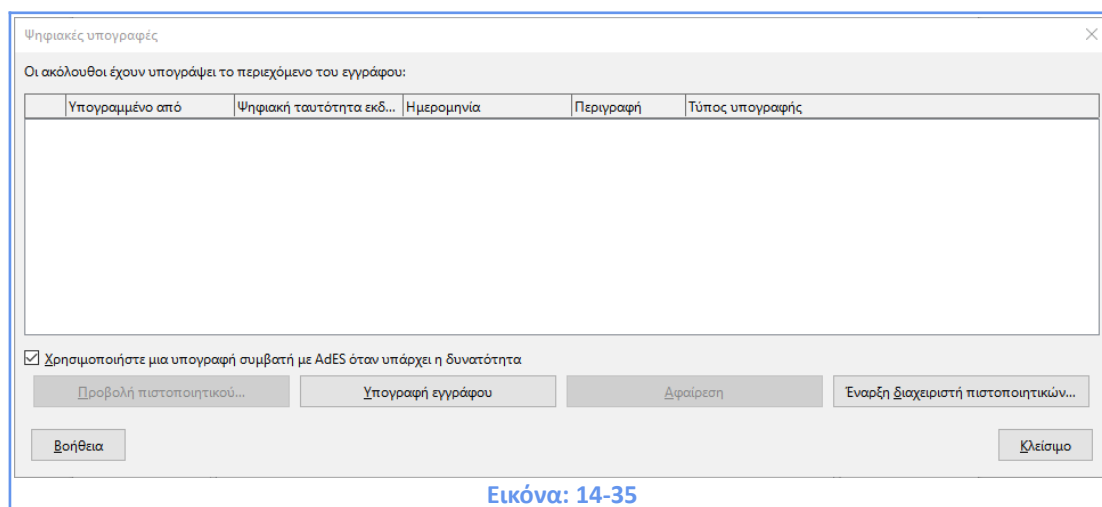 Ψηφιακές υπογραφές
Οι ακόλουθοι έχουν υπογράψει το περιεχόμενο του εγγράφου:
Υπογραμμένο από Ψηφιακή ταυτότητα εκδ... Ημερομηνία Περιγραφή Τύπος υπογραφής
Χρησιμοποιήστε μια υπογραφή συμβατή με AdES όταν υπάρχει η δυνατότητα
Προβολή πιστοποιητικού... Υπογραφή εγγράφου Αφαίρεση Έναρξη διαχειριστή πιστοποιητικών...
Βοήθεια Κλείσιμο
Εικόνα: 14-35